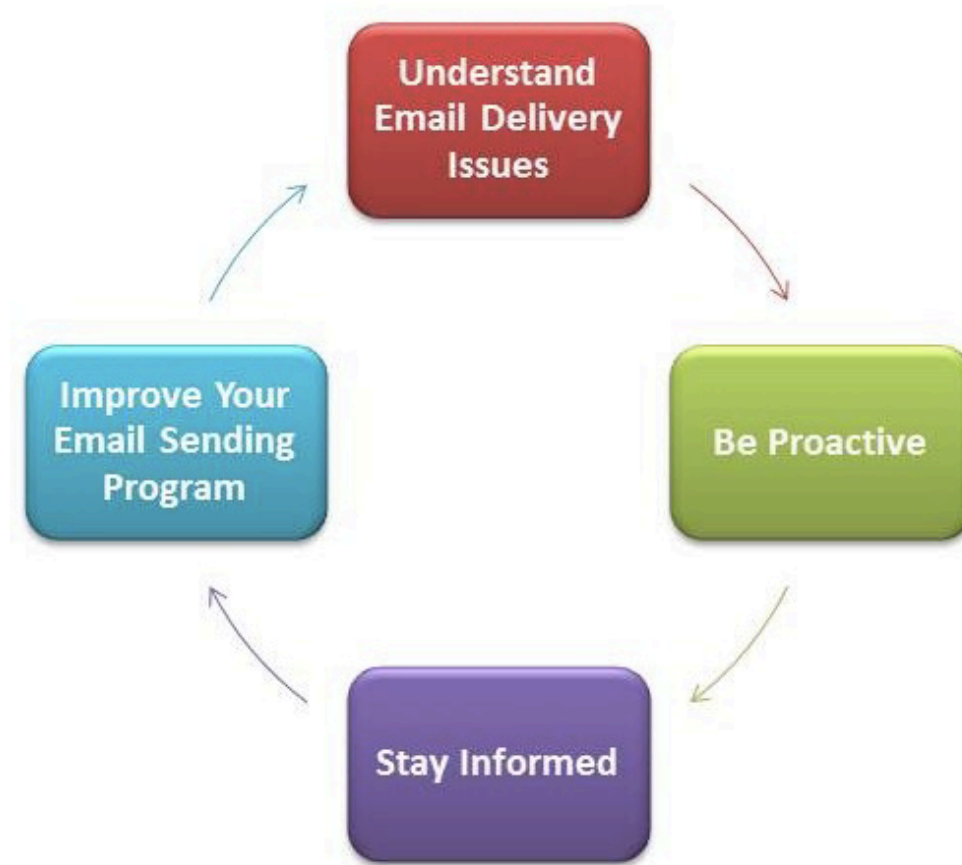 Understand
Email Delivery
Issues
Be Proactive
Stay Informed
Improve Your
Email Sending
Program